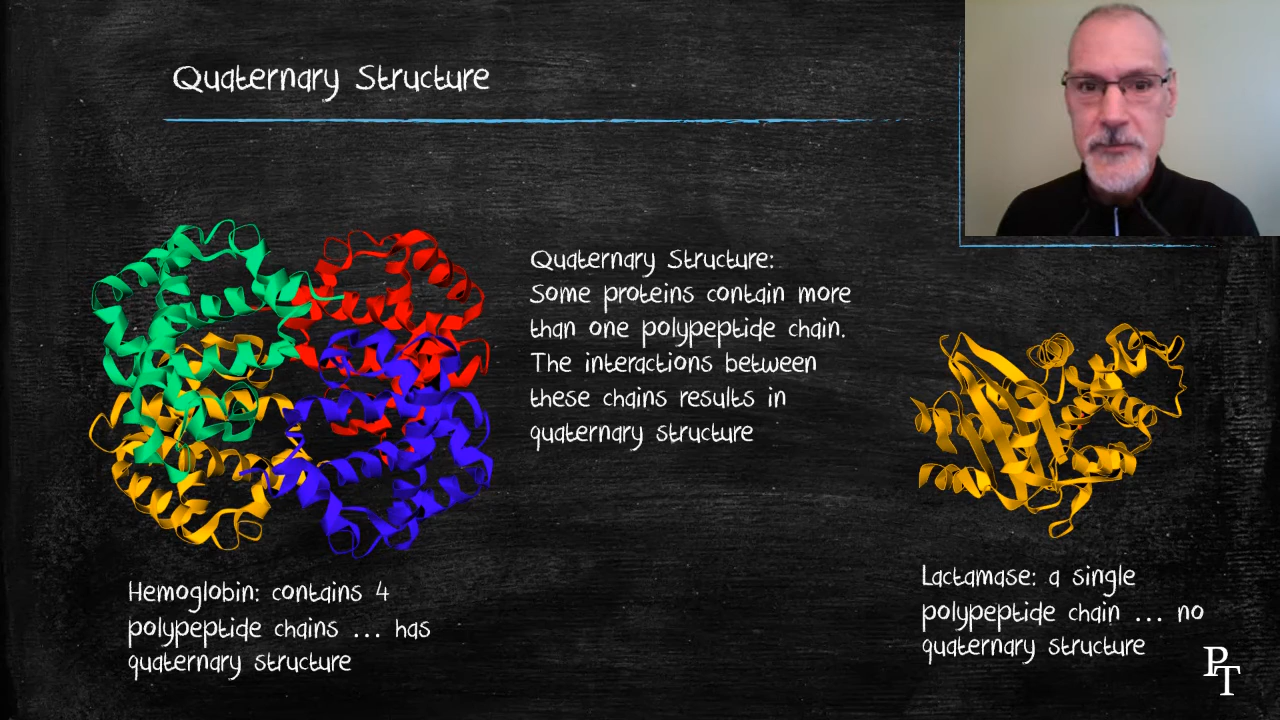 Quaternary Structure
Quaternary Structure:
Some proteins contain more
than one polypeptide chain.
The interactions between
these chains results in
quaternary structure
Hemoglobin: contains 4
polypeptide chains ... has
quaternary structure
Lactamase: a single
polypeptide chain ... no
quaternary structure
PT